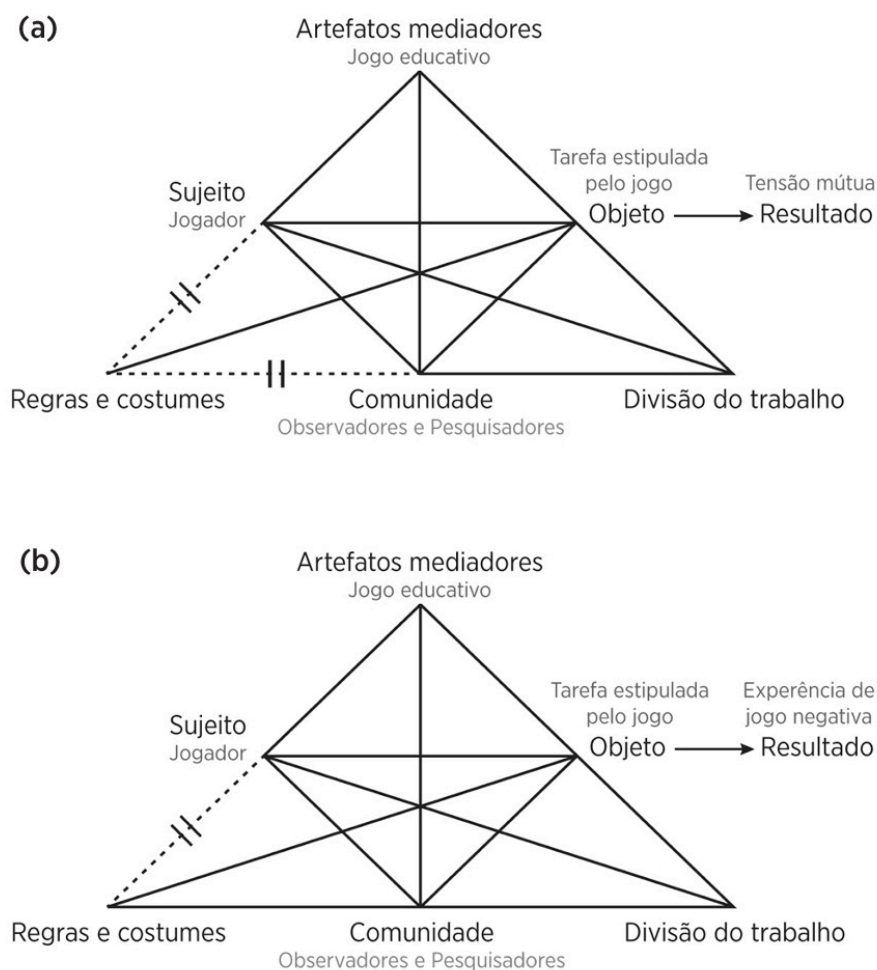 (a)
Artefatos mediadores
Jogo educativo
Tarefa estipulada
pelo jogo
Tensão mútua
Sujeito
Jogador
Objeto
Resultado
Regras e costumes
Comunidade
Divisão do trabalho
Observadores e Pesquisadores
(b)
Artefatos mediadores
Jogo educativo
Tarefa estipulada
pelo jogo
Experência de
jogo negativa
Sujeito
Jogador
Objeto
Resultado
Regras e costumes
Comunidade
Divisão do trabalho
Observadores e Pesquisadores